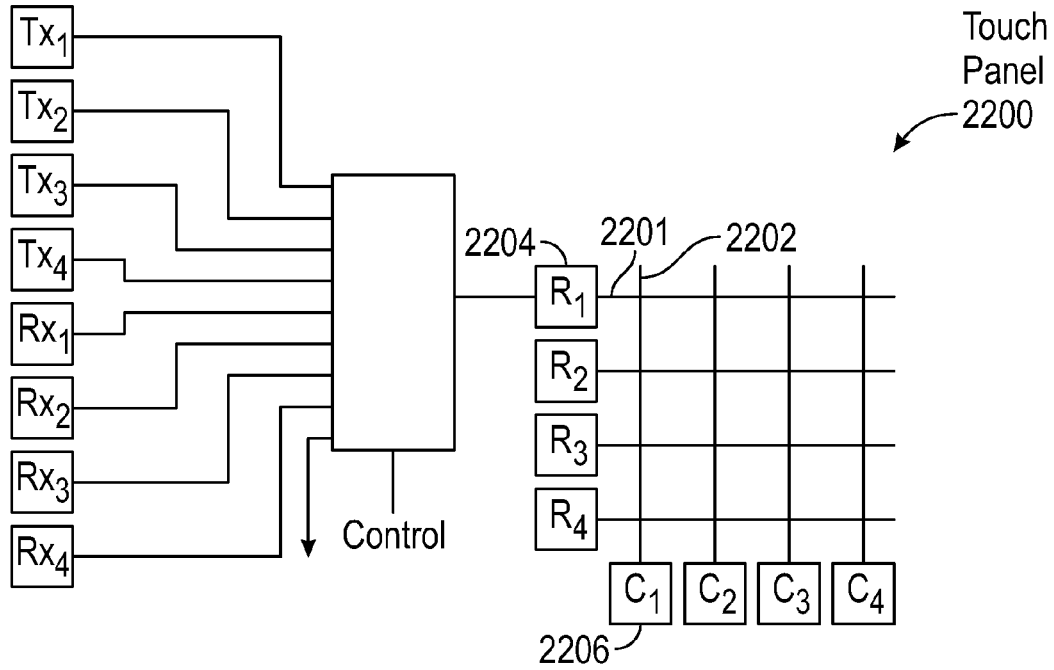 Tx1
Tx2
Tx3
Tx4
Rx1
Rx2
Rx3
Rx4
Control
Touch
Panel
2200
2204
2201
2202
R1
R2
R3
R4
C1 C2 C3 C4
2206